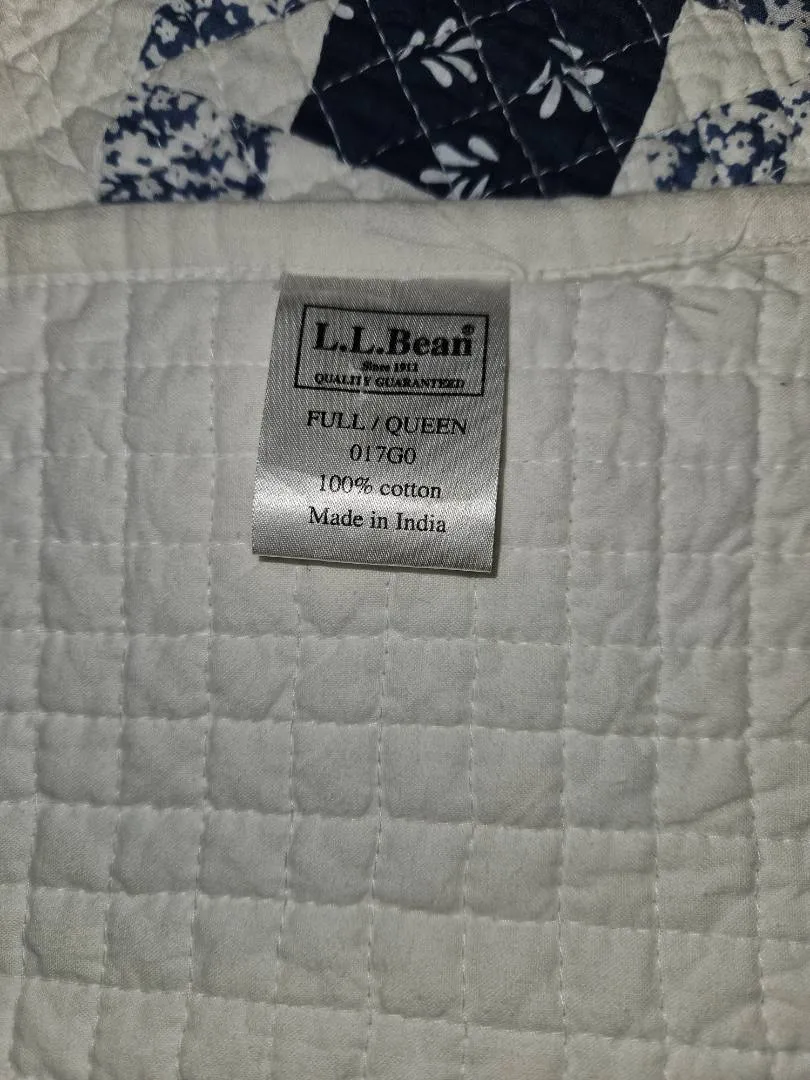 L.L.Bean®
Since 1912
QUALITY GUARANTEED
FULL / QUEEN
017G0
100% cotton
Made in India